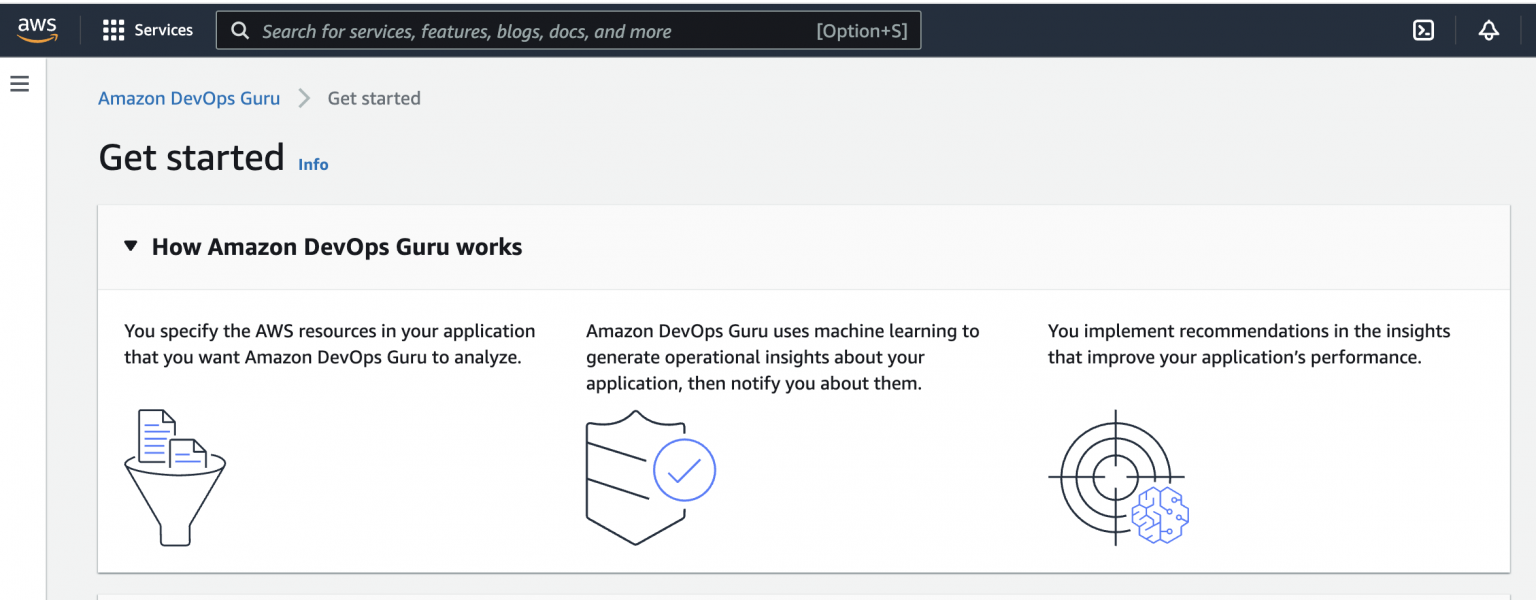 aws
Services
Search for services, features, blogs, docs, and more
[Option+S]
Amazon DevOps Guru
Get started
Get started
Info
How Amazon DevOps Guru works
You specify the AWS resources in your application
that you want Amazon DevOps Guru to analyze.
Amazon DevOps Guru uses machine learning to
generate operational insights about your
application, then notify you about them.
You implement recommendations in the insights
that improve your application’s performance.